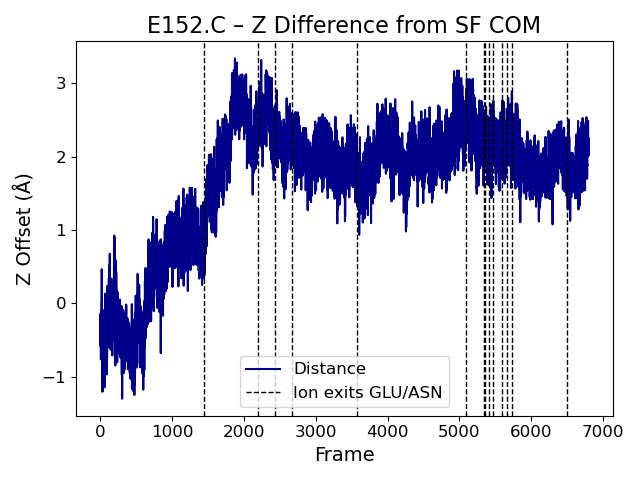 E152.C – Z Difference from SF COM
Z Offset (Å)
3
2
1
0
−1
Distance
Ion exits GLU/ASN
0 1000 2000 3000 4000 5000 6000 7000
Frame